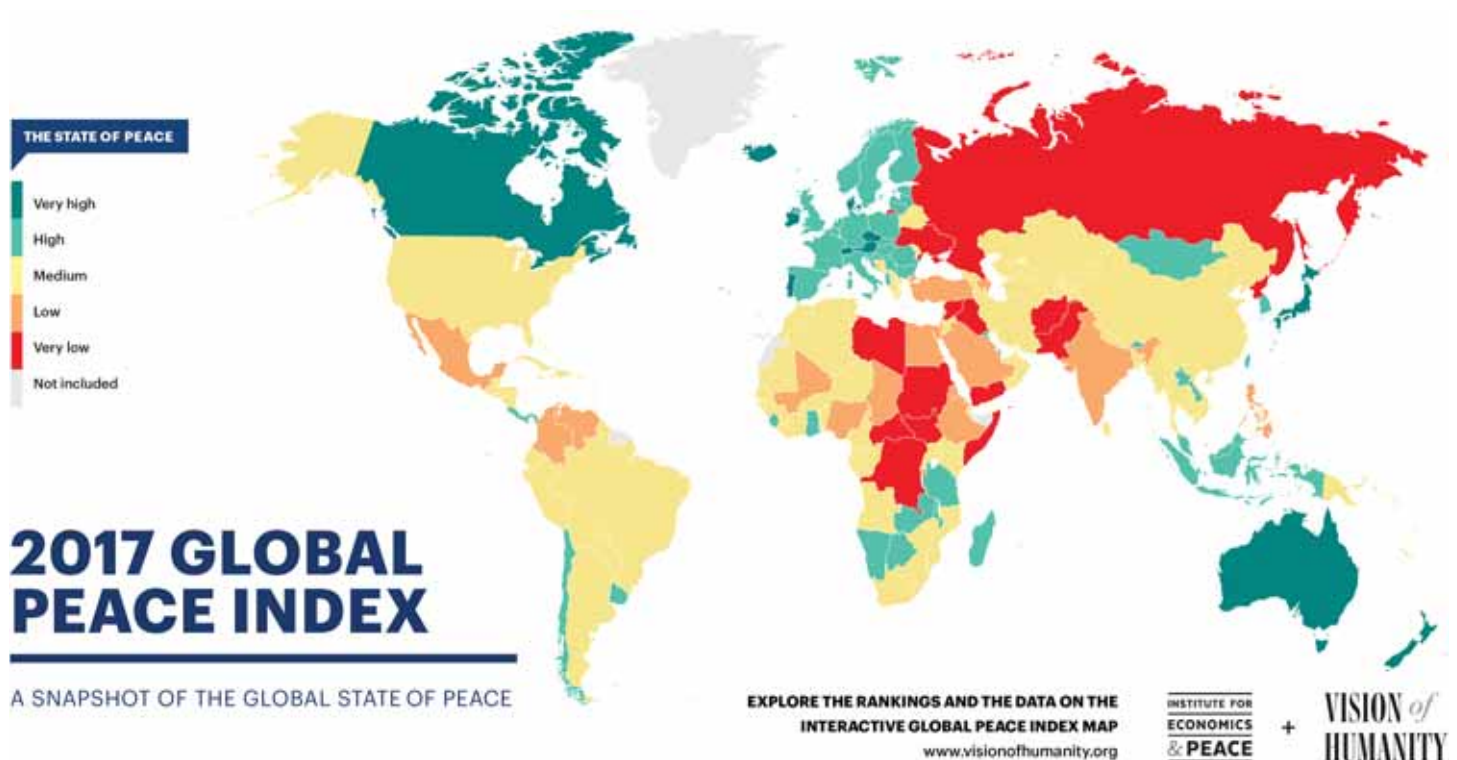 THE STATE OF PEACE
Very high
High
Medium
Low
Very low
Not included
2017 GLOBAL
PEACE INDEX
A SNAPSHOT OF THE GLOBAL STATE OF PEACE
EXPLORE THE RANKINGS AND THE DATA ON THE
INTERACTIVE GLOBAL PEACE INDEX MAP
www.visionofhumanity.org
INSTITUTE FOR
ECONOMICS
& PEACE
+
VISION of
HUMANITY